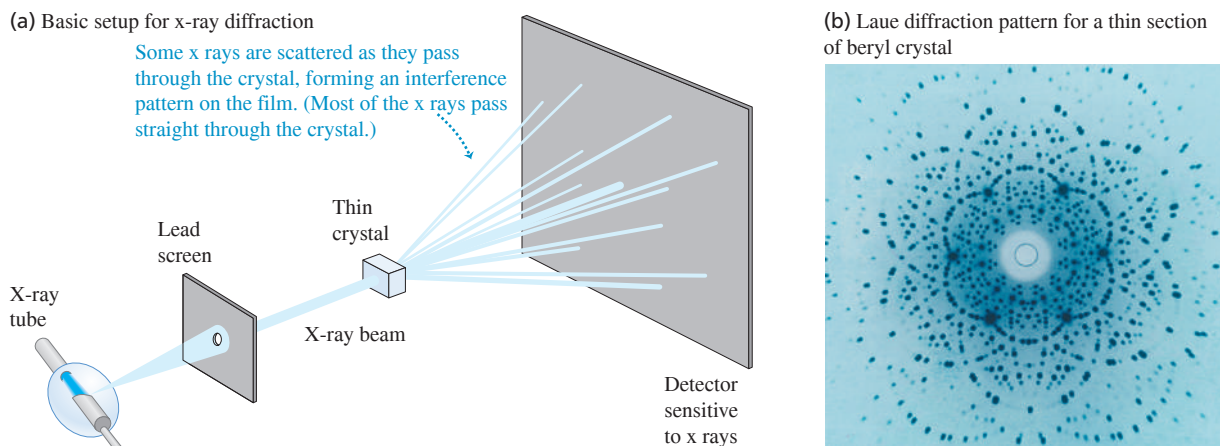 (a) Basic setup for x-ray diffraction
Some x rays are scattered as they pass
through the crystal, forming an interference
pattern on the film. (Most of the x rays pass
straight through the crystal.)
Thin
crystal
Lead
screen
X-ray
tube
X-ray beam
Detector
sensitive
to x rays
(b) Laue diffraction pattern for a thin section
of beryl crystal